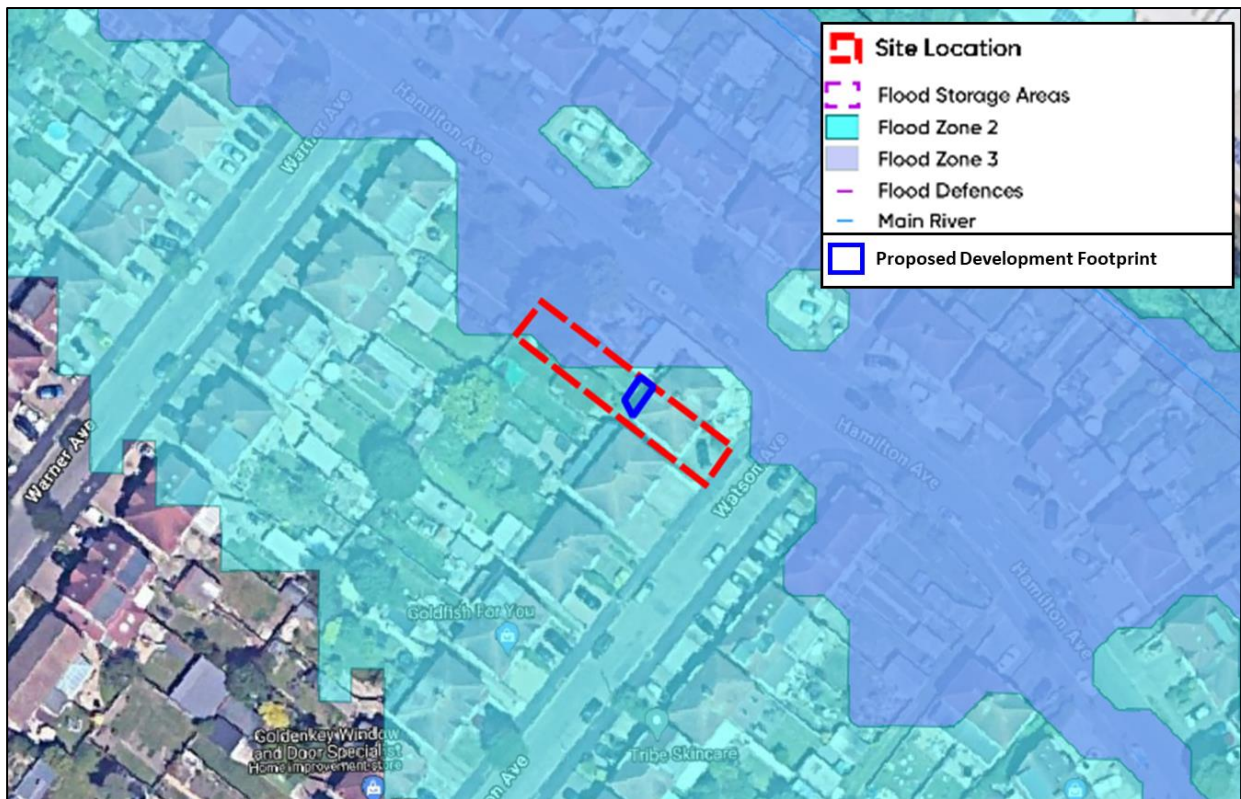 Site Location
Flood Storage Areas
Flood Zone 2
Flood Zone 3
Flood Defences
Main River
Proposed Development Footprint
Warner Ave
Hamilton Ave
Warner Ave
Watson Ave
Hamilton Ave
Hamilton Ave
Goldfish For You
Goldenkey Window
and Door Specialist
Home improvement store
Tribe Skincare
on Ave